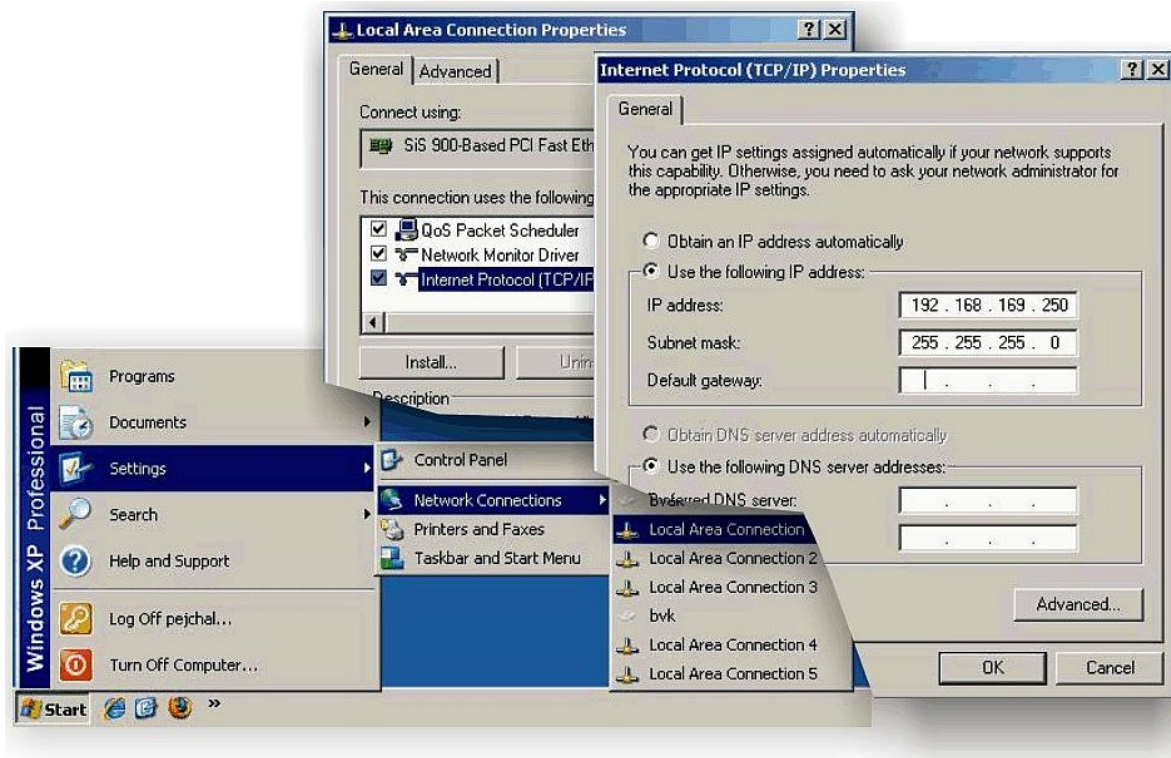 Local Area Connection Properties
General
Advanced
Connect using:
SiS 900-Based PCI Fast Eth
This connection uses the following
QoS Packet Scheduler
Network Monitor Driver
Internet Protocol (TCP/IP
Install...
Unin
Description
Internet Protocol (TCP/IP) Properties
General
You can get IP settings assigned automatically if your network supports
this capability. Otherwise, you need to ask your network administrator for
the appropriate IP settings.
Obtain an IP address automatically
Use the following IP address:
IP address:
192 . 168 . 169 . 250
Subnet mask:
255 . 255 . 255 . 0
Default gateway:
Obtain DNS server address automatically
Use the following DNS server addresses:
DNS server:
Advanced...
OK
Cancel
Windows XP Professional
Programs
Documents
Settings
Search
Help and Support
Log Off pejchal...
Turn Off Computer...
Control Panel
Network Connections
Printers and Faxes
Taskbar and Start Menu
Local Area Connection
Local Area Connection 2
Local Area Connection 3
bvk
Local Area Connection 4
Local Area Connection 5
Start
»